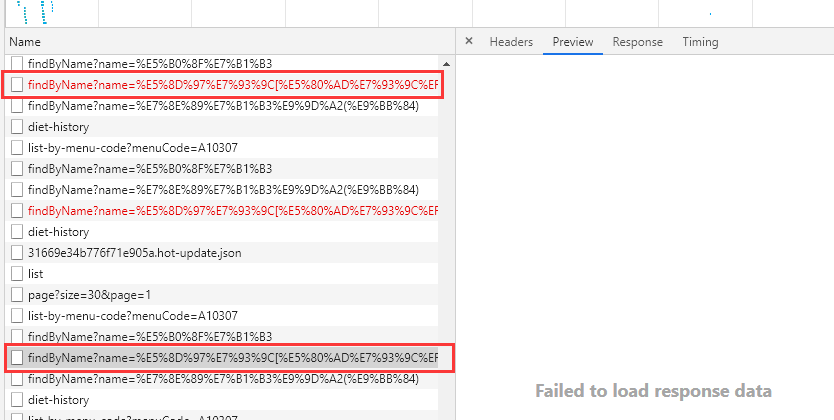 Name
× Headers Preview Response Timing
findByName?name=%E5%B0%8F%E7%B1%B3
findByName?name=%E5%8D%97%E7%93%9C[%E5%80%AD%E7%93%9C%EF
findByName?name=%E7%8E%89%E7%B1%B3%E9%9D%A2(%E9%BB%84)
diet-history
list-by-menu-code?menuCode=A10307
findByName?name=%E5%B0%8F%E7%B1%B3
findByName?name=%E7%8E%89%E7%B1%B3%E9%9D%A2(%E9%BB%84)
findByName?name=%E5%8D%97%E7%93%9C[%E5%80%AD%E7%93%9C%EF
diet-history
31669e34b776f71e905a.hot-update.json
list
page?size=30&page=1
list-by-menu-code?menuCode=A10307
findByName?name=%E5%B0%8F%E7%B1%B3
findByName?name=%E5%8D%97%E7%93%9C[%E5%80%AD%E7%93%9C%EF
findByName?name=%E7%8E%89%E7%B1%B3%E9%9D%A2(%E9%BB%84)
diet-history
list-by-menu-code?menuCode=A10307
Failed to load response data